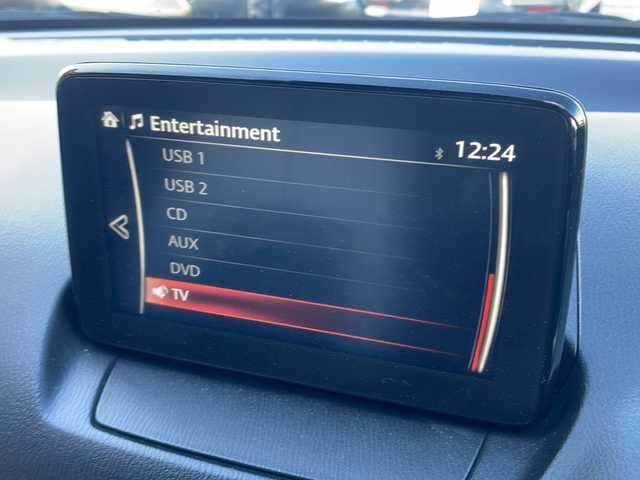 Entertainment
12:24
USB 1
USB 2
CD
AUX
DVD
TV